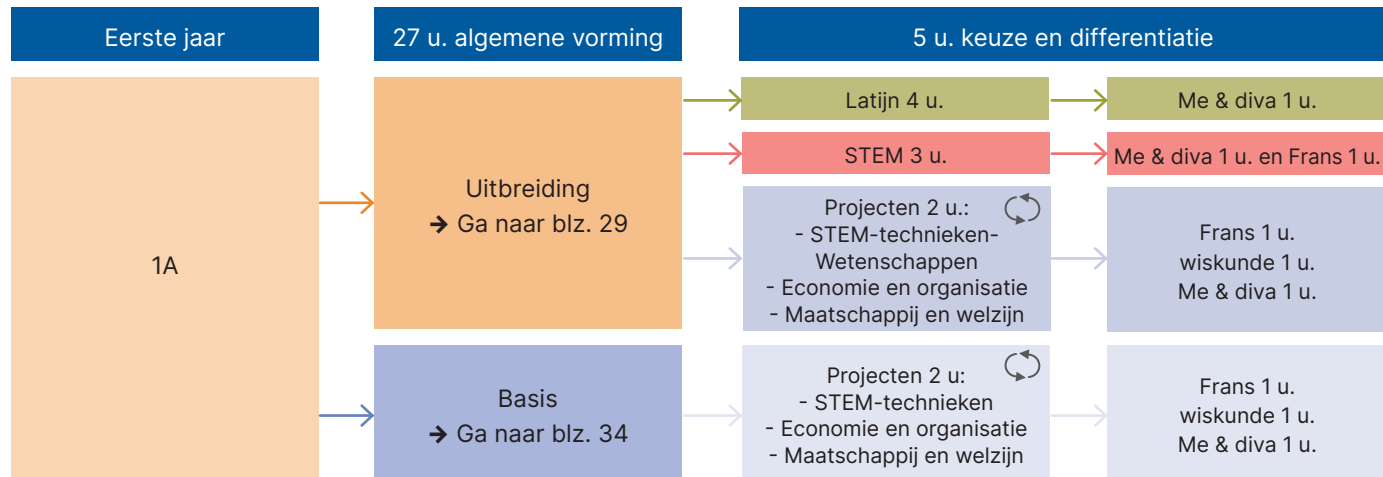 Eerste jaar
27 u. algemene vorming
5 u. keuze en differentiatie
1A
Uitbreiding
→ Ga naar blz. 29
Latijn 4 u.
Me & diva 1 u.
STEM 3 u.
Me & diva 1 u. en Frans 1 u.
Projecten 2 u.:
- STEM-technieken-
Wetenschappen
- Economie en organisatie
- Maatschappij en welzijn
Frans 1 u.
wiskunde 1 u.
Me & diva 1 u.
Basis
→ Ga naar blz. 34
Projecten 2 u:
- STEM-technieken
- Economie en organisatie
- Maatschappij en welzijn
Frans 1 u.
wiskunde 1 u.
Me & diva 1 u.